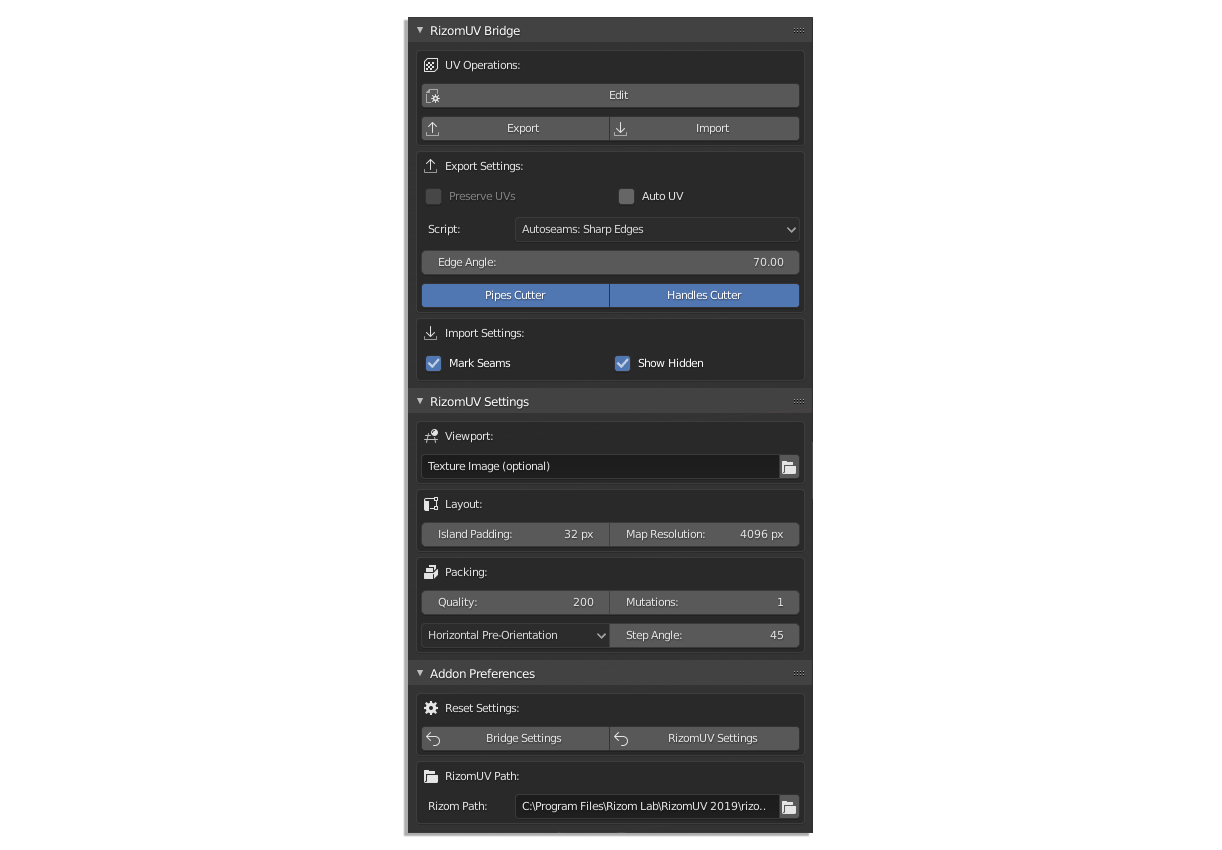 RizomUV Bridge
UV Operations:
Edit
Export Import
Export Settings:
Preserve UVs Auto UV
Script: Autoseams: Sharp Edges
Edge Angle: 70.00
Pipes Cutter Handles Cutter
Import Settings:
Mark Seams Show Hidden
RizomUV Settings
Viewport:
Texture Image (optional)
Layout:
Island Padding: 32 px Map Resolution: 4096 px
Packing:
Quality: 200 Mutations: 1
Horizontal Pre-Orientation Step Angle: 45
Addon Preferences
Reset Settings:
Bridge Settings RizomUV Settings
RizomUV Path:
Rizom Path: C:\Program Files\Rizom Lab\RizomUV 2019\rizo..